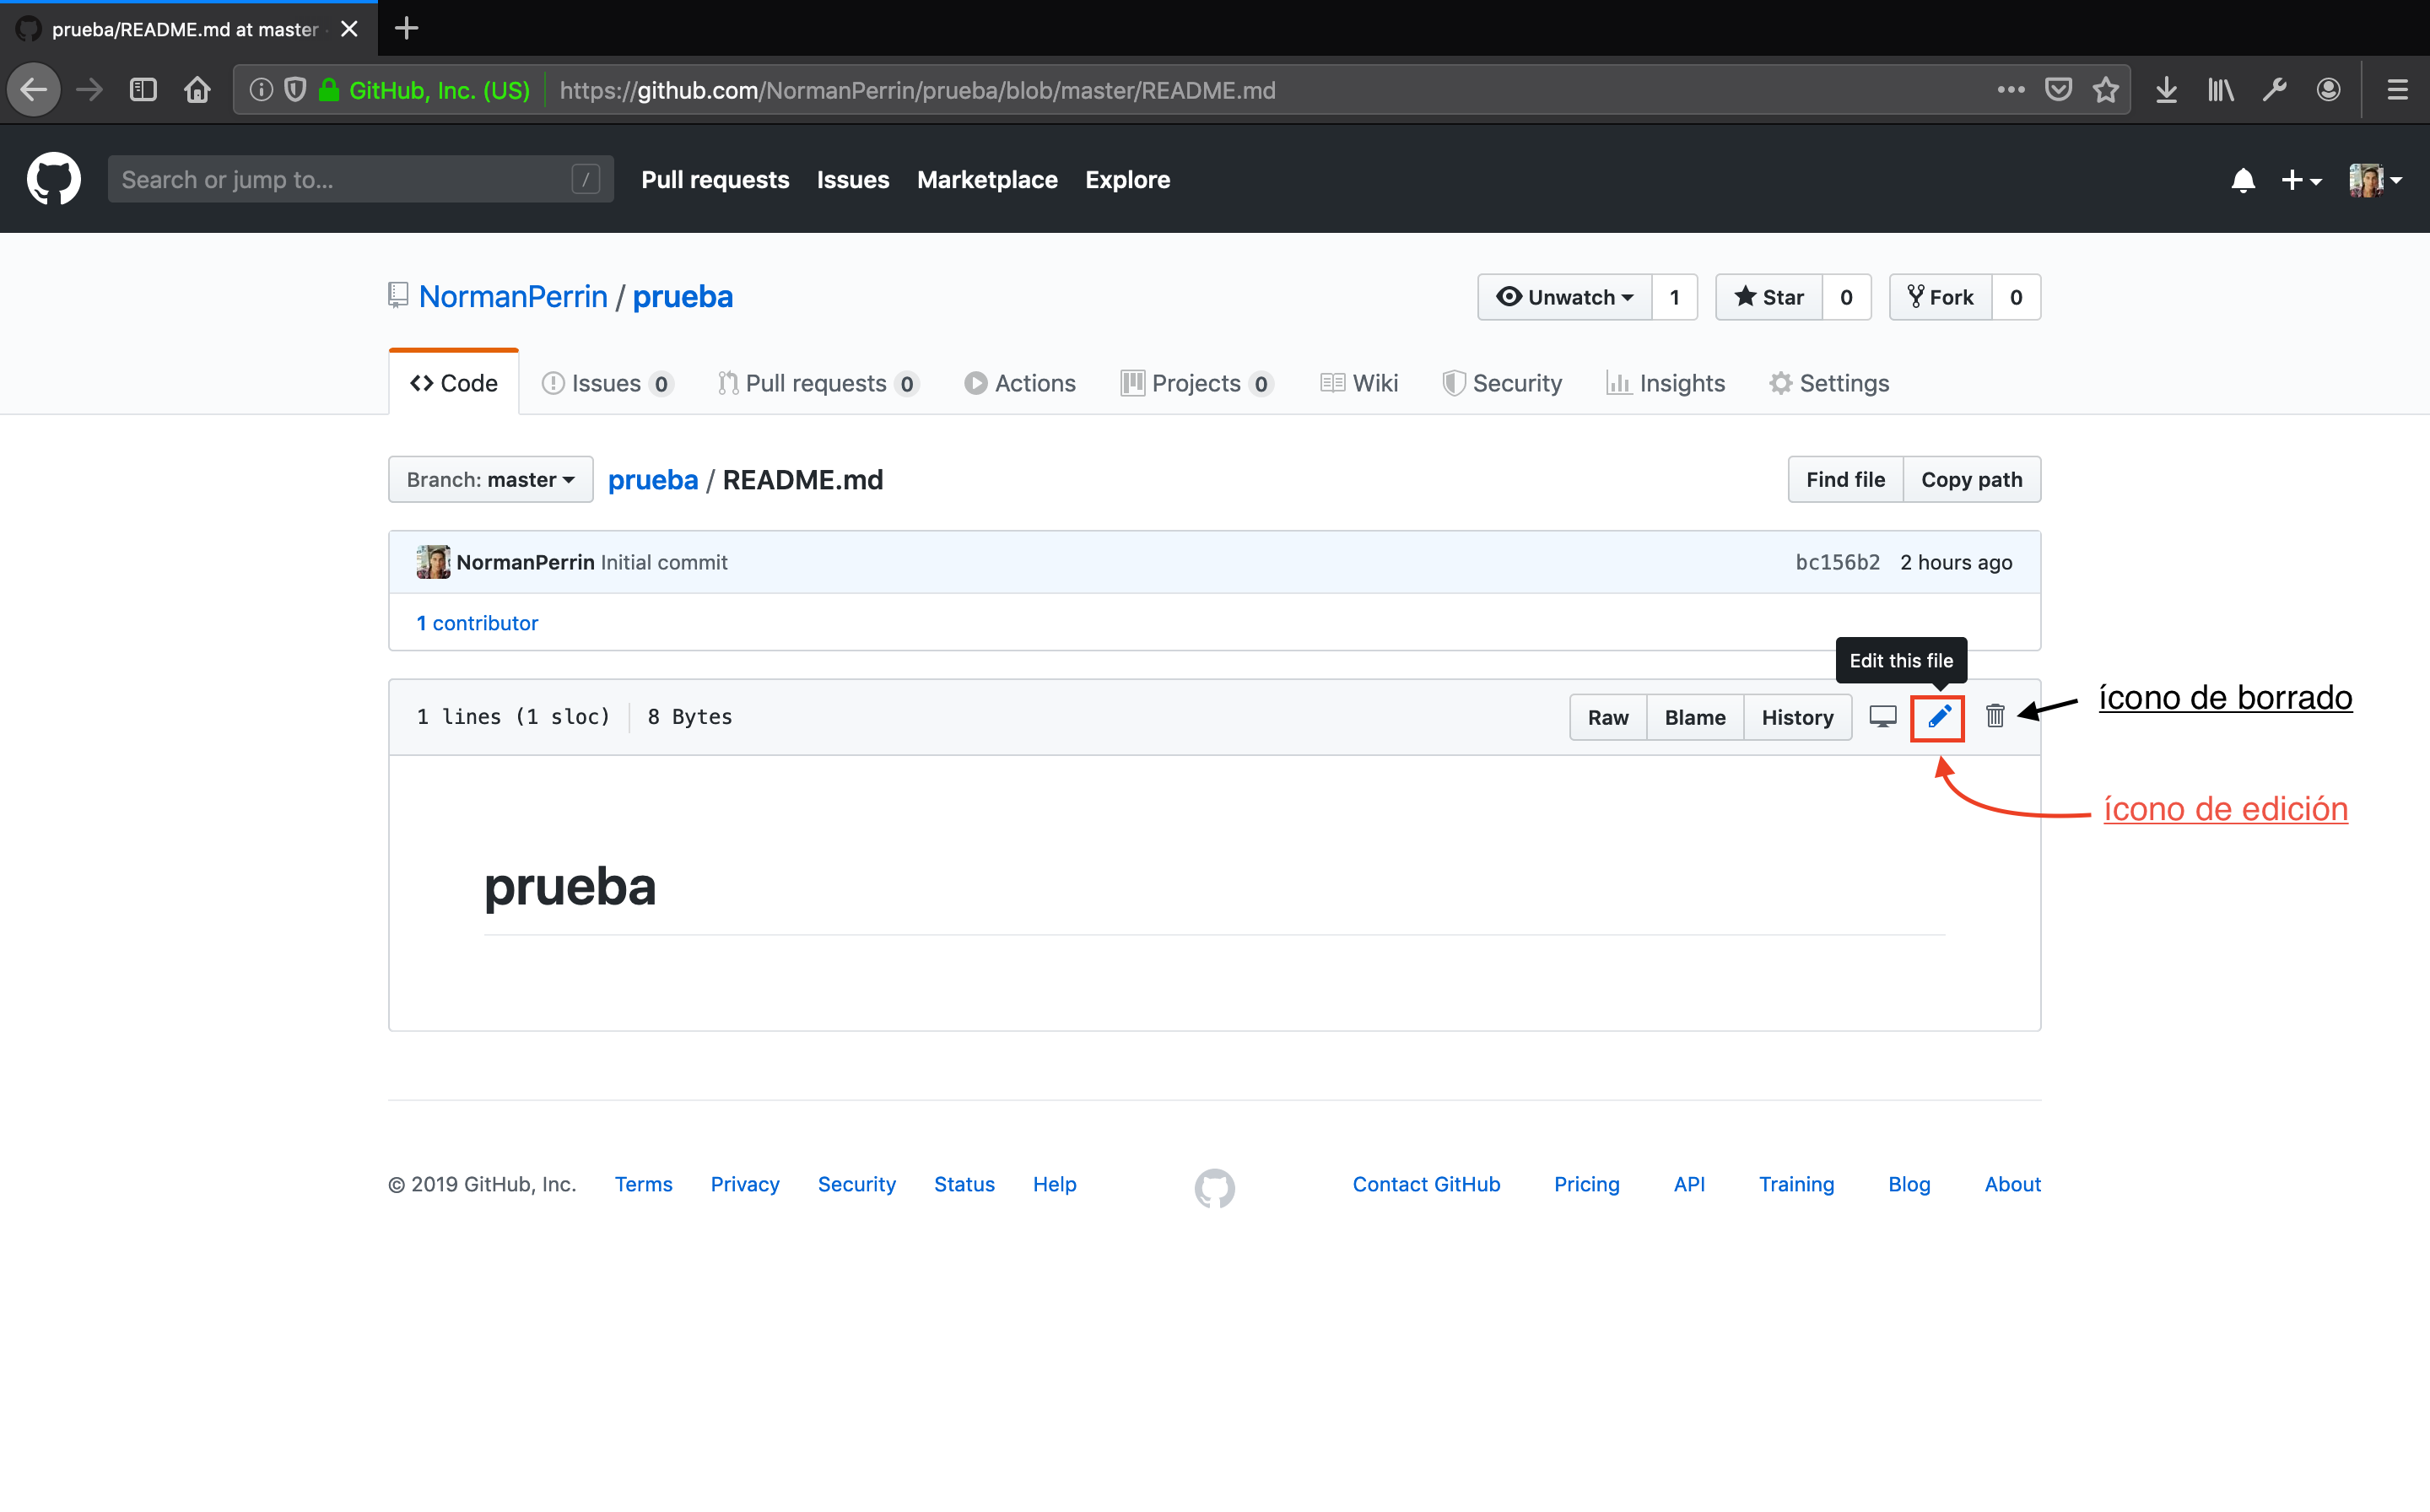 prueba/README.md at master
GitHub, Inc. (US) https://github.com/NormanPerrin/prueba/blob/master/README.md
Search or jump to... / Pull requests Issues Marketplace Explore
NormanPerrin / prueba Unwatch 1 Star 0 Fork 0
Code Issues 0 Pull requests 0 Actions Projects 0 Wiki Security Insights Settings
Branch: master prueba / README.md Find file Copy path
NormanPerrin Initial commit bc156b2 2 hours ago
1 contributor
Edit this file
ícono de borrado
1 lines (1 sloc) 8 Bytes Raw Blame History
ícono de edición
prueba
© 2019 GitHub, Inc. Terms Privacy Security Status Help Contact GitHub Pricing API Training Blog About